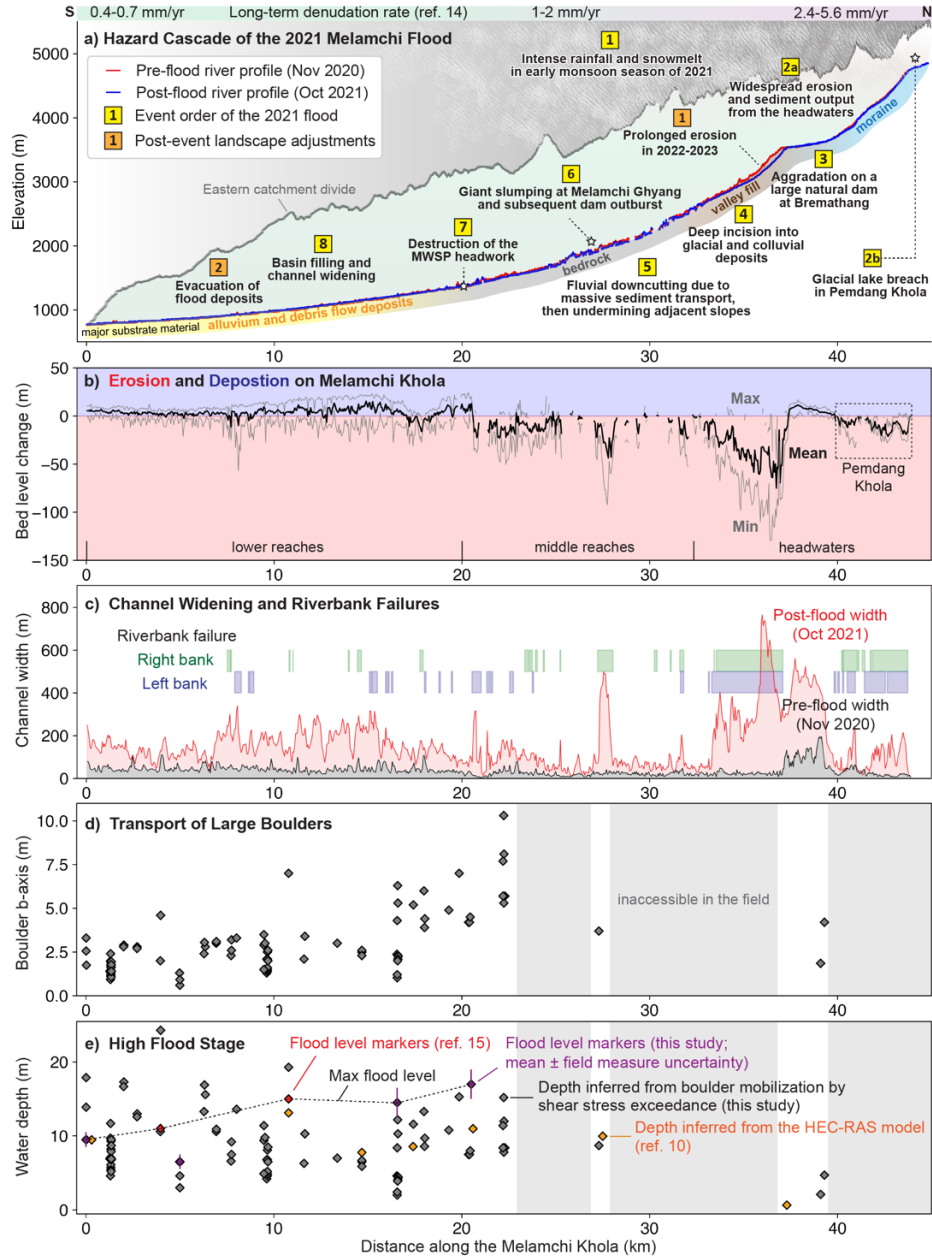 S 0.4-0.7 mm/yr Long-term denudation rate (ref. 14) 1-2 mm/yr 2.4-5.6 mm/yr N
a) Hazard Cascade of the 2021 Melamchi Flood
Pre-flood river profile (Nov 2020)
Post-flood river profile (Oct 2021)
1 Event order of the 2021 flood
1 Post-event landscape adjustments
1
Intense rainfall and snowmelt
in early monsoon season of 2021
2a
Widespread erosion
and sediment output
from the headwaters
1
Prolonged erosion
in 2022-2023
moraine
3
Aggradation on a
large natural dam
at Bremathang
Eastern catchment divide
6
Giant slumping at Melamchi Ghyang
and subsequent dam outburst
valley fill
4
Deep incision into
glacial and colluvial
deposits
7
Destruction of the
MWSP headwork
8
Basin filling and
channel widening
2
Evacuation of
flood deposits
bedrock
5
Fluvial downcutting due to
massive sediment transport,
then undermining adjacent slopes
2b
Glacial lake breach
in Pemdang Khola
major substrate material
alluvium and debris flow deposits
Elevation (m)
5000
4000
3000
2000
1000
0 10 20 30 40
b) Erosion and Depostion on Melamchi Khola
Bed level change (m)
50
0
−50
−100
−150
Max
Mean
Min
Pemdang
Khola
lower reaches
middle reaches
headwaters
0 10 20 30 40
c) Channel Widening and Riverbank Failures
Channel width (m)
800
600
400
200
0
Riverbank failure
Right bank
Left bank
Post-flood width
(Oct 2021)
Pre-flood width
(Nov 2020)
0 10 20 30 40
d) Transport of Large Boulders
Boulder b-axis (m)
10.0
7.5
5.0
2.5
0.0
inaccessible in the field
0 10 20 30 40
e) High Flood Stage
Water depth (m)
20
10
0
Flood level markers (ref. 15)
Max flood level
Flood level markers (this study;
mean ± field measure uncertainty)
Depth inferred from boulder mobilization by
shear stress exceedance (this study)
Depth inferred from the HEC-RAS model
(ref. 10)
0 10 20 30 40
Distance along the Melamchi Khola (km)